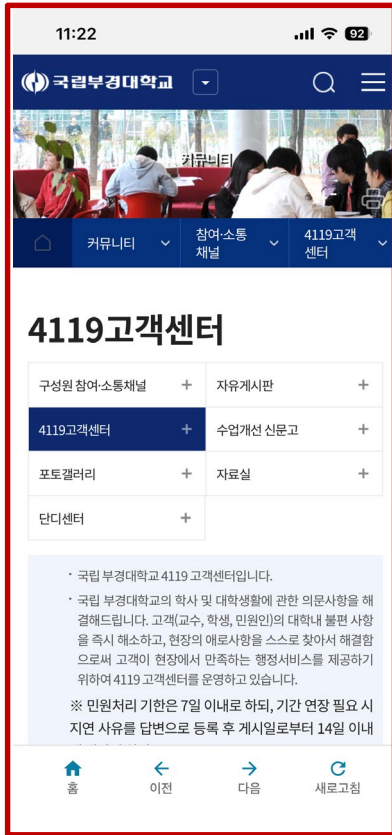 11:22
92
국립부경대학교
커뮤니티
커뮤니티
참여·소통
채널
4119고객
센터
4119고객센터
구성원 참여·소통채널 +
자유게시판 +
4119고객센터 +
수업개선 신문고 +
포토갤러리 +
자료실 +
단디센터 +
· 국립 부경대학교 4119 고객센터입니다.
· 국립 부경대학교의 학사 및 대학생활에 관한 의문사항을 해
결해드립니다. 고객(교수, 학생, 민원인)의 대학내 불편 사항
을 즉시 해소하고, 현장의 애로사항을 스스로 찾아서 해결함
으로써 고객이 현장에서 만족하는 행정서비스를 제공하기
위하여 4119 고객센터를 운영하고 있습니다.
※ 민원처리 기한은 7일 이내로 하되, 기간 연장 필요 시
지연 사유를 답변으로 등록 후 게시일로부터 14일 이내
홈
이전
다음
새로고침